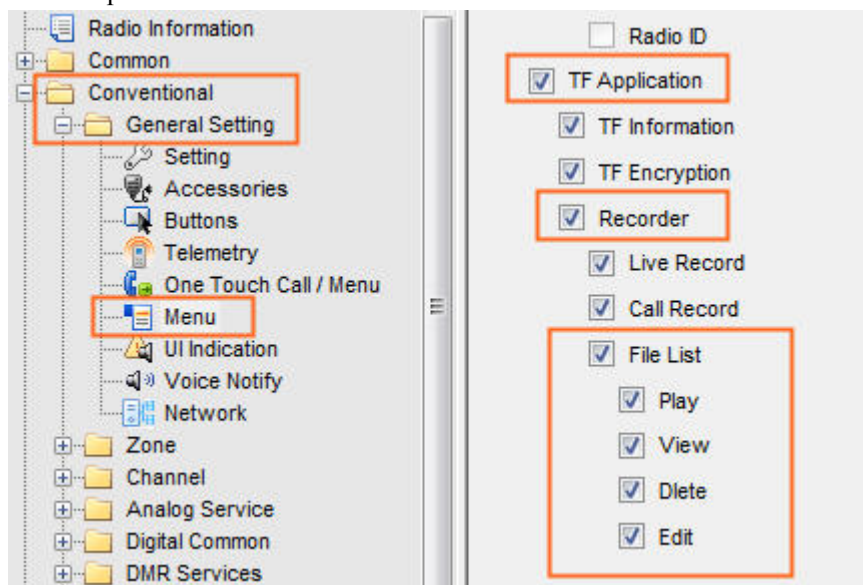 Radio Information
Common
Conventional
General Setting
Setting
Accessories
Buttons
Telemetry
One Touch Call / Menu
Menu
UI Indication
Voice Notify
Network
Zone
Channel
Analog Service
Digital Common
DMR Services
Radio ID
TF Application
TF Information
TF Encryption
Recorder
Live Record
Call Record
File List
Play
View
Dlete
Edit